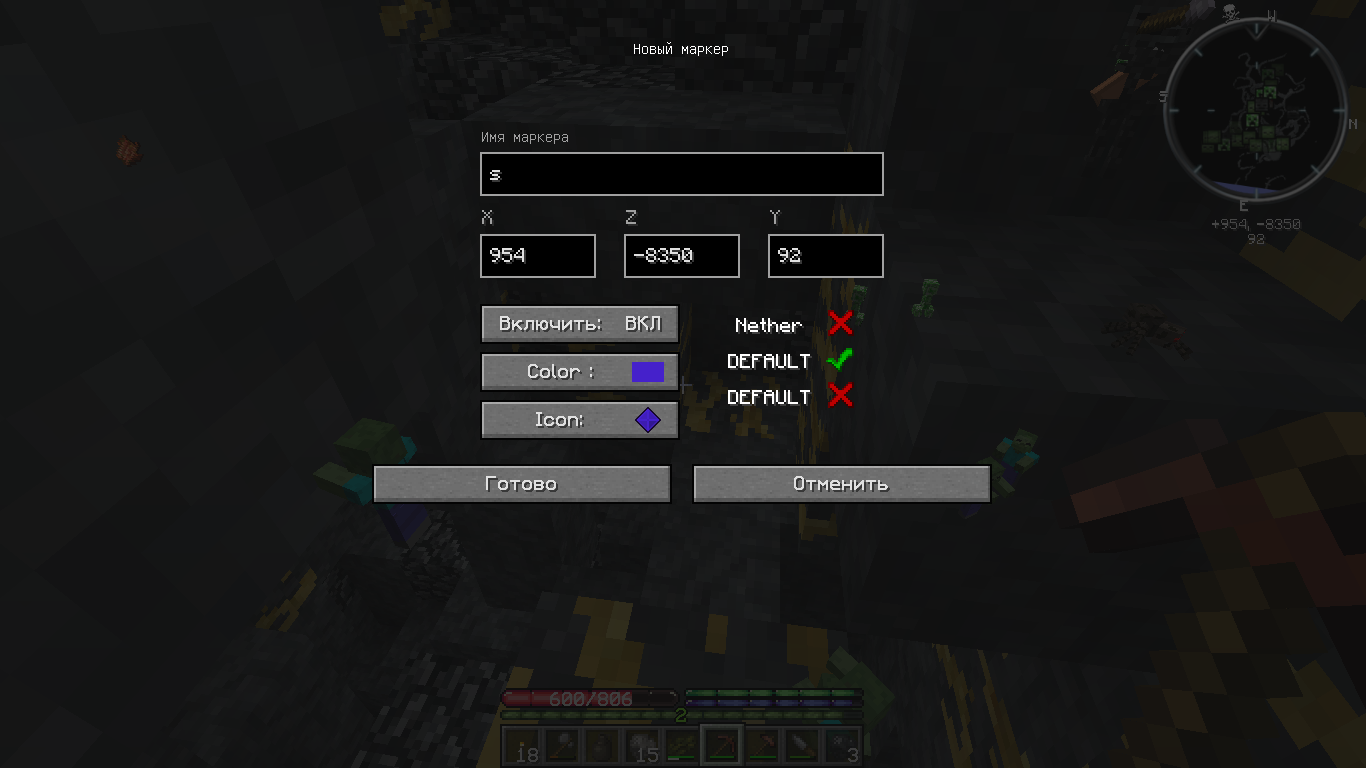 W
Новый маркер
S
N
Имя маркера
s
E
X Z Y
+954, -8350
92
954 -8350 92
Включить: ВКЛ
Nether
DEFAULT
Color :
DEFAULT
Icon:
Готово Отменить
600/806
2
18 15 3